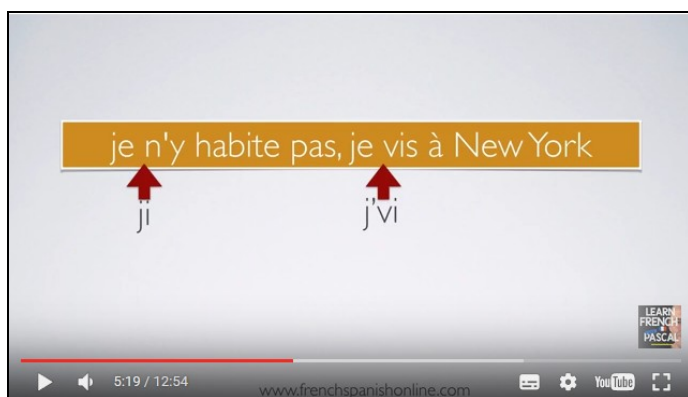 je n'y habite pas, je vis à New York
ji
j'vi
LEARN
FRENCH
PASCAL
5:19 / 12:54
www.frenchspanishonline.com
YouTube